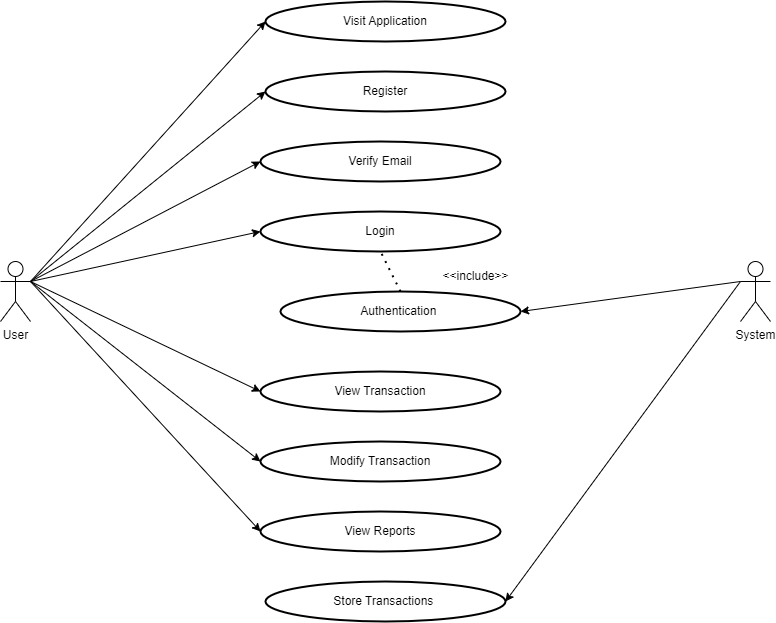 Visit Application
Register
Verify Email
Login
<<include>>
Authentication
User
System
View Transaction
Modify Transaction
View Reports
Store Transactions